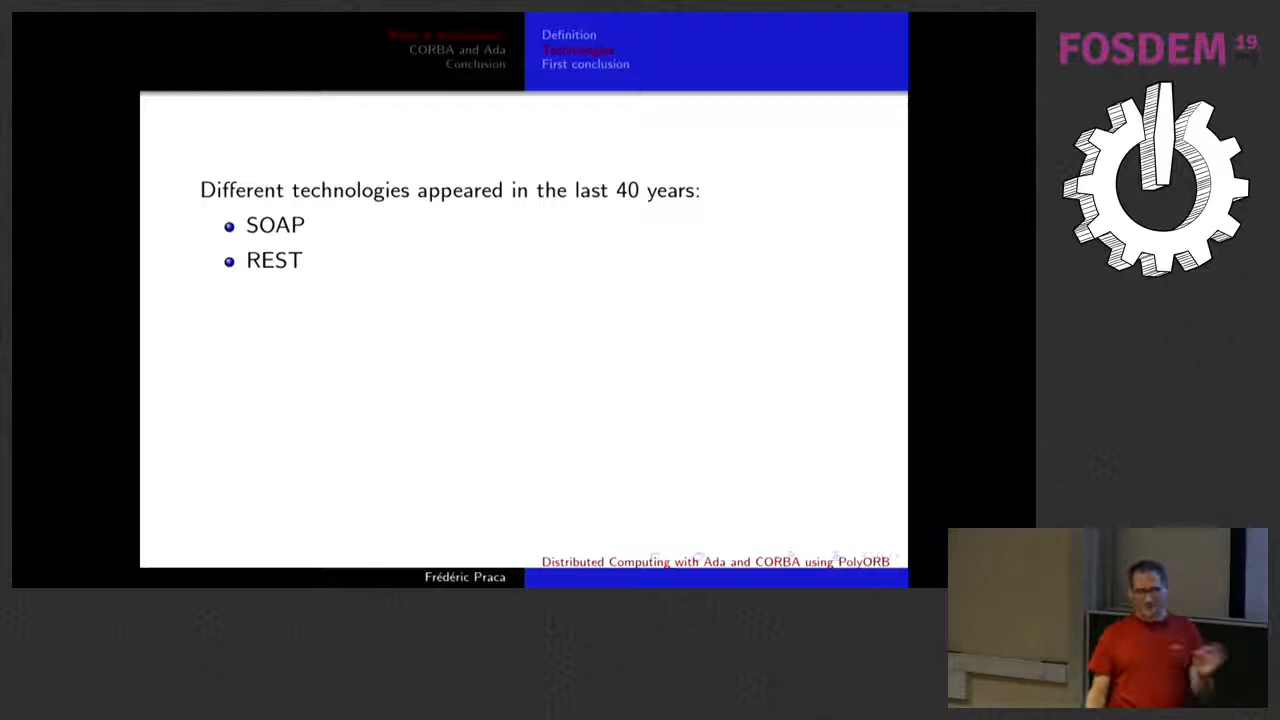 CORBA and Ada
Conclusion
Definition
Technologies
First conclusion
FOSDEM 19
Different technologies appeared in the last 40 years:
SOAP
REST
Distributed Computing with Ada and CORBA using PolyORB
Frédéric Praca